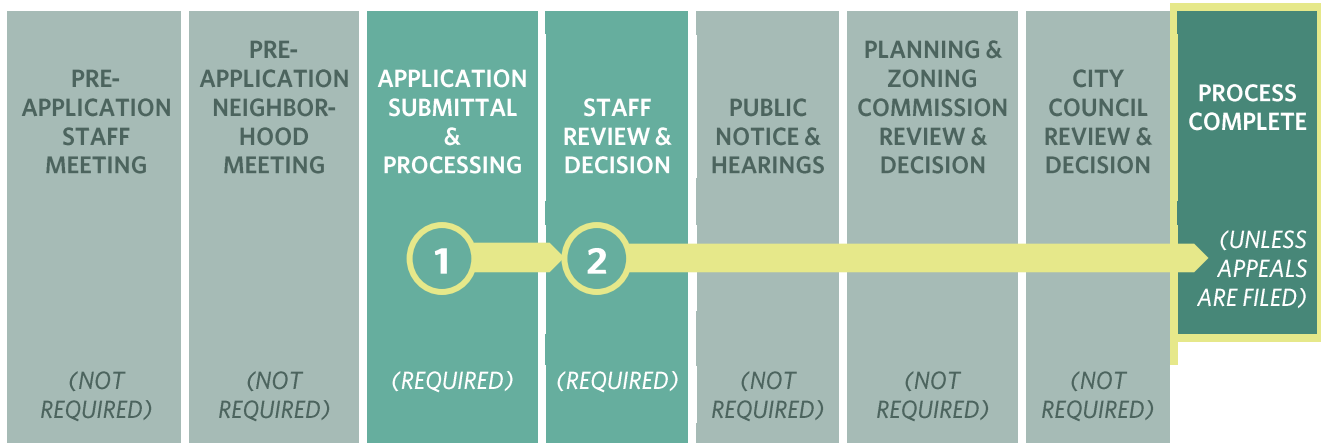 PRE-
APPLICATION
STAFF
MEETING
(NOT
REQUIRED)
PRE-
APPLICATION
NEIGHBOR-
HOOD
MEETING
(NOT
REQUIRED)
APPLICATION
SUBMITTAL
&
PROCESSING
1
(REQUIRED)
STAFF
REVIEW &
DECISION
2
(REQUIRED)
PUBLIC
NOTICE &
HEARINGS
(NOT
REQUIRED)
PLANNING &
ZONING
COMMISSION
REVIEW &
DECISION
(NOT
REQUIRED)
CITY
COUNCIL
REVIEW &
DECISION
(NOT
REQUIRED)
PROCESS
COMPLETE
(UNLESS
APPEALS
ARE FILED)